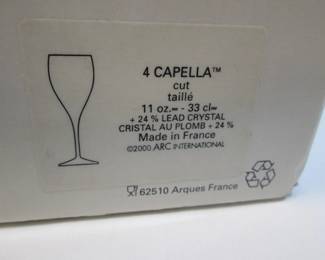 4 CAPELLA™
cut
taillé
11 oz.~ - 33 cl~
+ 24 % LEAD CRYSTAL
CRISTAL AU PLOMB + 24 %
Made in France
©2000 ARC INTERNATIONAL
62510 Arques France